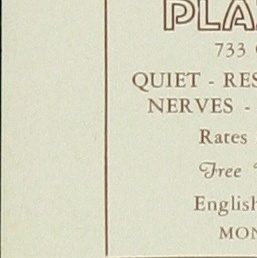 PLA
733
QUIET - RES
NERVES -
Rates
Free
English
MON